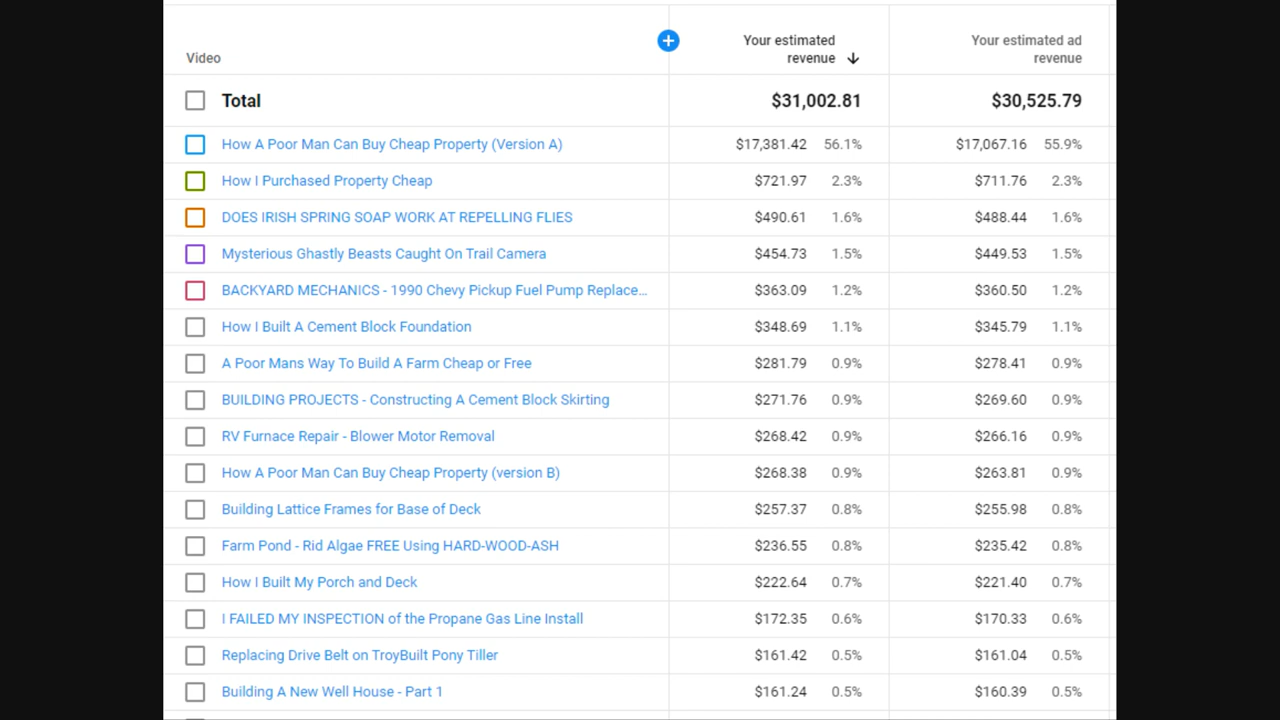 Video
Your estimated revenue
Your estimated ad revenue
Total $31,002.81 $30,525.79
How A Poor Man Can Buy Cheap Property (Version A) $17,381.42 56.1% $17,067.16 55.9%
How I Purchased Property Cheap $721.97 2.3% $711.76 2.3%
DOES IRISH SPRING SOAP WORK AT REPELLING FLIES $490.61 1.6% $488.44 1.6%
Mysterious Ghastly Beasts Caught On Trail Camera $454.73 1.5% $449.53 1.5%
BACKYARD MECHANICS - 1990 Chevy Pickup Fuel Pump Replace... $363.09 1.2% $360.50 1.2%
How I Built A Cement Block Foundation $348.69 1.1% $345.79 1.1%
A Poor Mans Way To Build A Farm Cheap or Free $281.79 0.9% $278.41 0.9%
BUILDING PROJECTS - Constructing A Cement Block Skirting $271.76 0.9% $269.60 0.9%
RV Furnace Repair - Blower Motor Removal $268.42 0.9% $266.16 0.9%
How A Poor Man Can Buy Cheap Property (version B) $268.38 0.9% $263.81 0.9%
Building Lattice Frames for Base of Deck $257.37 0.8% $255.98 0.8%
Farm Pond - Rid Algae FREE Using HARD-WOOD-ASH $236.55 0.8% $235.42 0.8%
How I Built My Porch and Deck $222.64 0.7% $221.40 0.7%
I FAILED MY INSPECTION of the Propane Gas Line Install $172.35 0.6% $170.33 0.6%
Replacing Drive Belt on TroyBuilt Pony Tiller $161.42 0.5% $161.04 0.5%
Building A New Well House - Part 1 $161.24 0.5% $160.39 0.5%